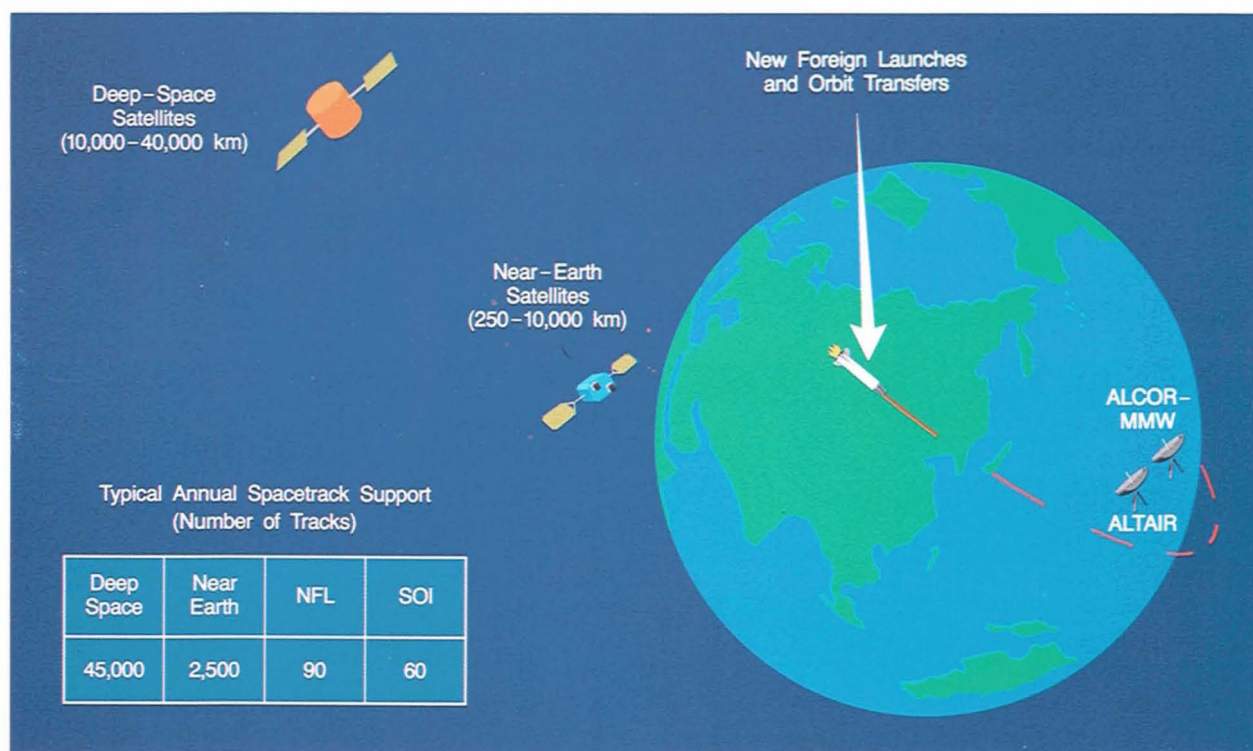 Deep-Space
Satellites
(10,000-40,000 km)
New Foreign Launches
and Orbit Transfers
Near-Earth
Satellites
(250-10,000 km)
ALCOR-
MMW
ALTAIR
Typical Annual Spacetrack Support
(Number of Tracks)
Deep Space
Near Earth
NFL
SOI
45,000
2,500
90
60